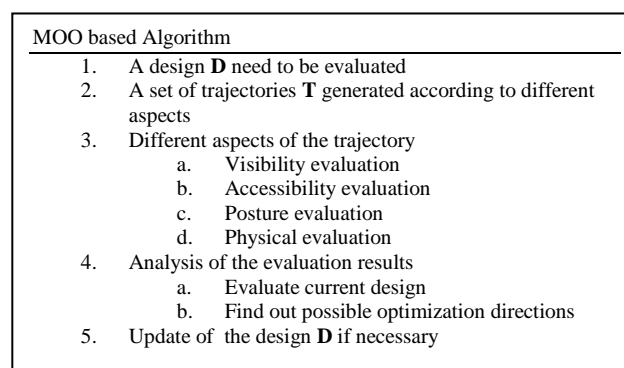 MOO based Algorithm
1. A design D need to be evaluated
2. A set of trajectories T generated according to different
aspects
3. Different aspects of the trajectory
a. Visibility evaluation
b. Accessibility evaluation
c. Posture evaluation
d. Physical evaluation
4. Analysis of the evaluation results
a. Evaluate current design
b. Find out possible optimization directions
5. Update of the design D if necessary